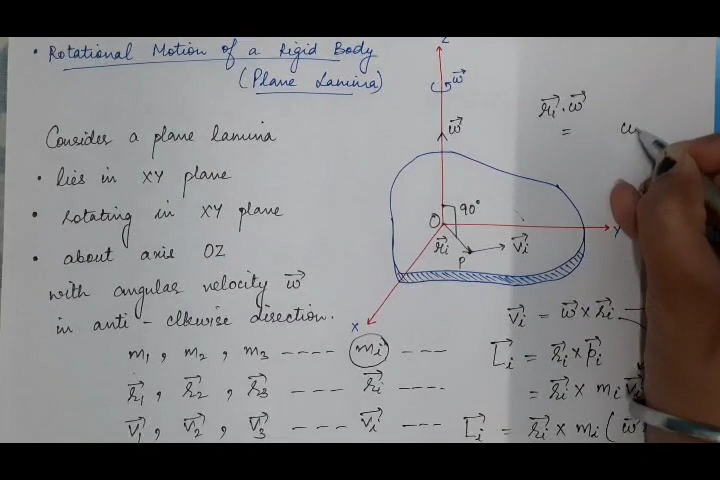 • Rotational Motion of a Rigid Body
(Plane Lamina)
Consider a plane lamina
• lies in XY plane
• rotating in XY plane
• about axis OZ
with angular velocity ω⃗
in anti-clkwise direction.
m₁, m₂, m₃ ---- mᵢ ---
r⃗₁, r⃗₂, r⃗₃ --- r⃗ᵢ ----
v⃗₁, v⃗₂, v⃗₃ ---- v⃗ᵢ ---
Z
ω⃗
ω⃗
90°
O
r⃗ᵢ
P
v⃗ᵢ
Y
X
r⃗ᵢ · ω⃗
=
v⃗ᵢ = ω⃗ × r⃗ᵢ
L⃗ᵢ = r⃗ᵢ × p⃗ᵢ
= r⃗ᵢ × mᵢ v⃗ᵢ
L⃗ᵢ = r⃗ᵢ × mᵢ ( ω⃗